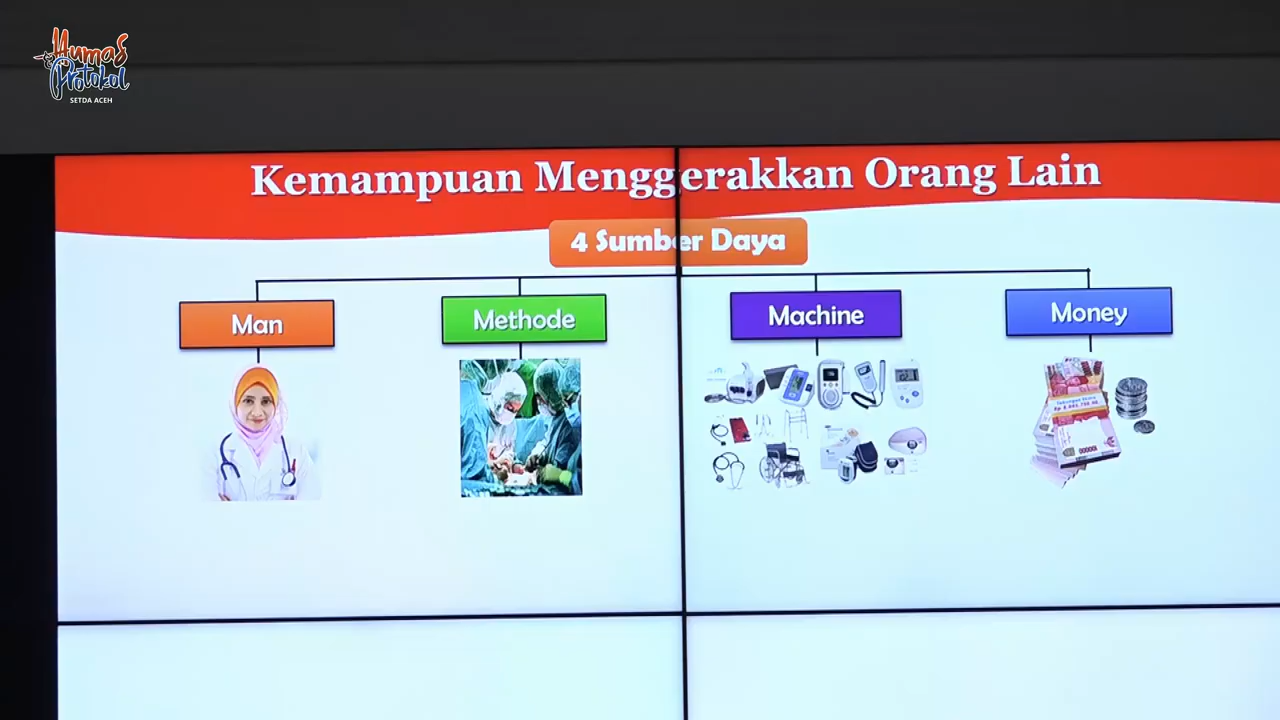 Humas
Protokol
SETDA ACEH
Kemampuan Menggerakkan Orang Lain
4 Sumber Daya
Man
Methode
Machine
Money